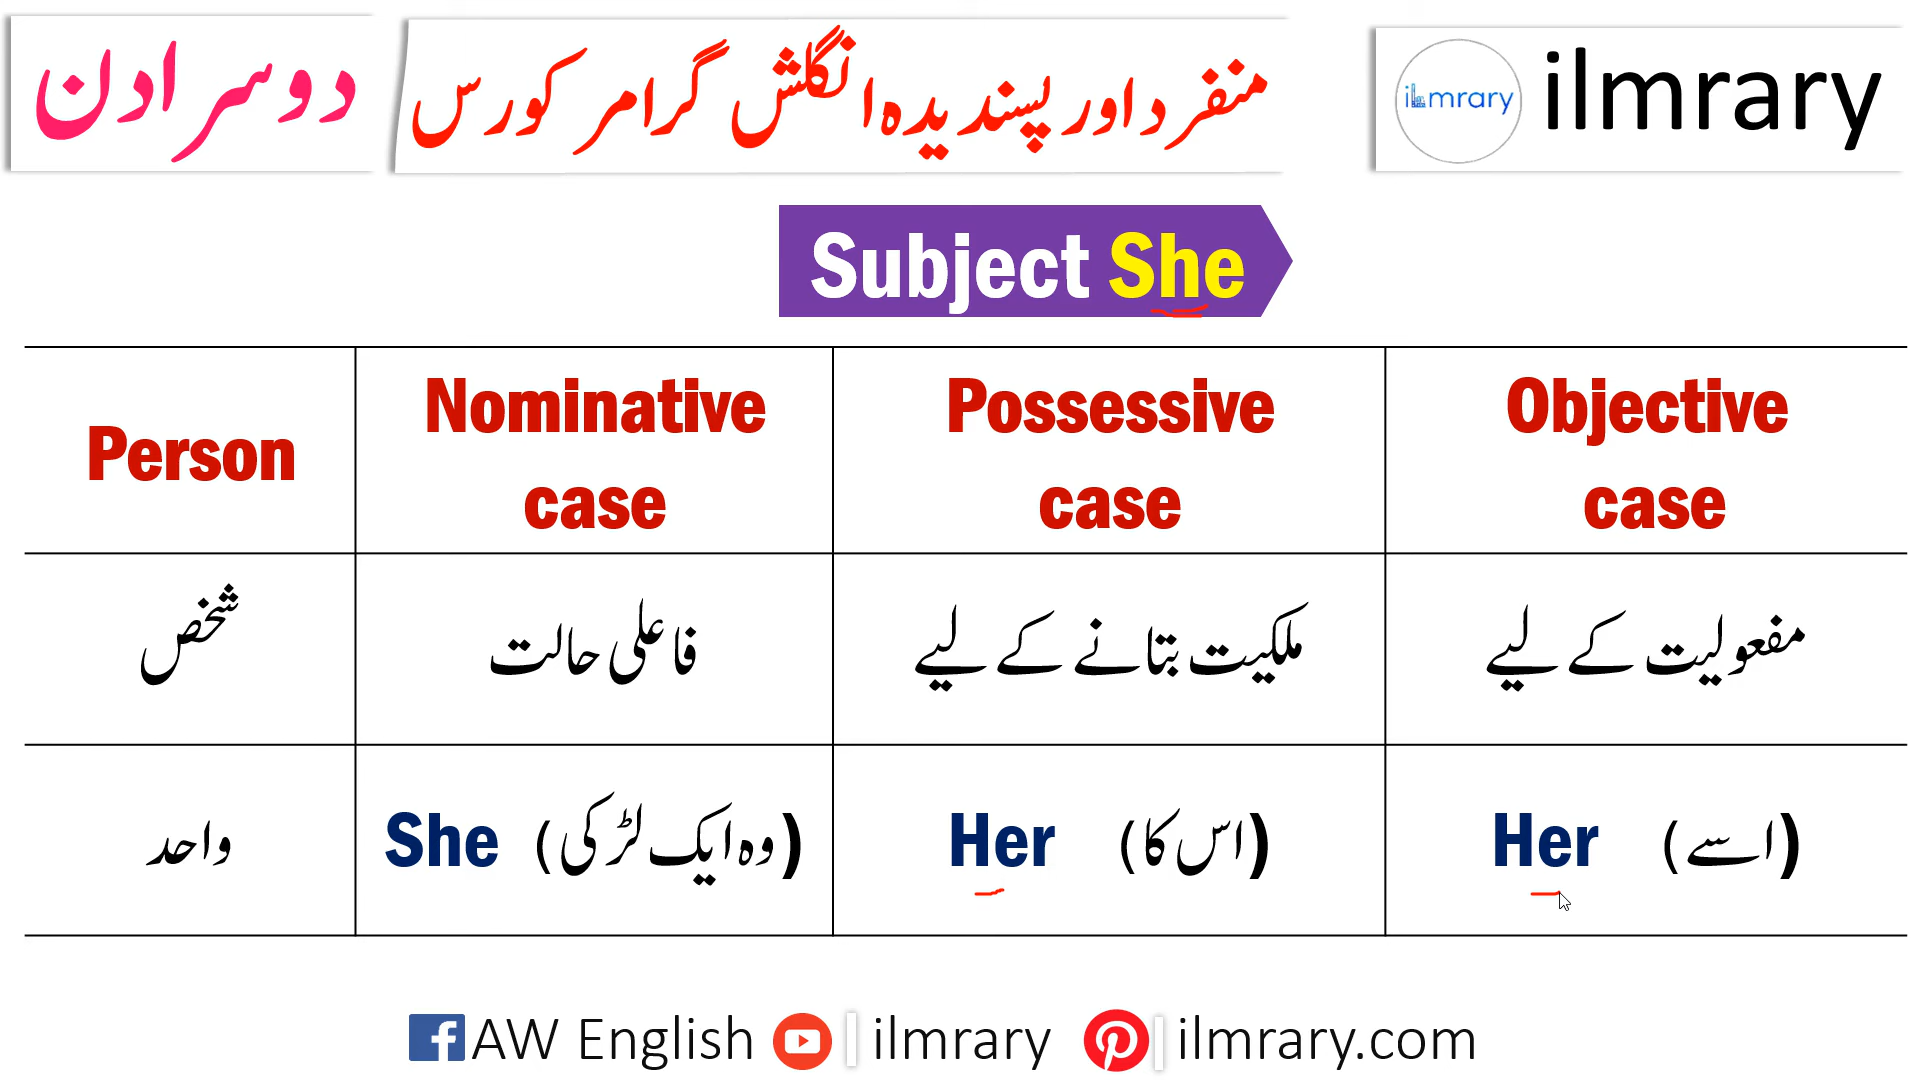 دوسرا دن
منفرد اور پسندیدہ انگلش گرامر کورس
ilmrary
ilmrary
Subject She
Person
Nominative case
Possessive case
Objective case
شخص
فاعلی حالت
ملکیت بتانے کے لیے
مفعولیت کے لیے
واحد
She (وہ ایک لڑکی)
Her (اس کا)
Her (اسے)
AW English
ilmrary
ilmrary.com